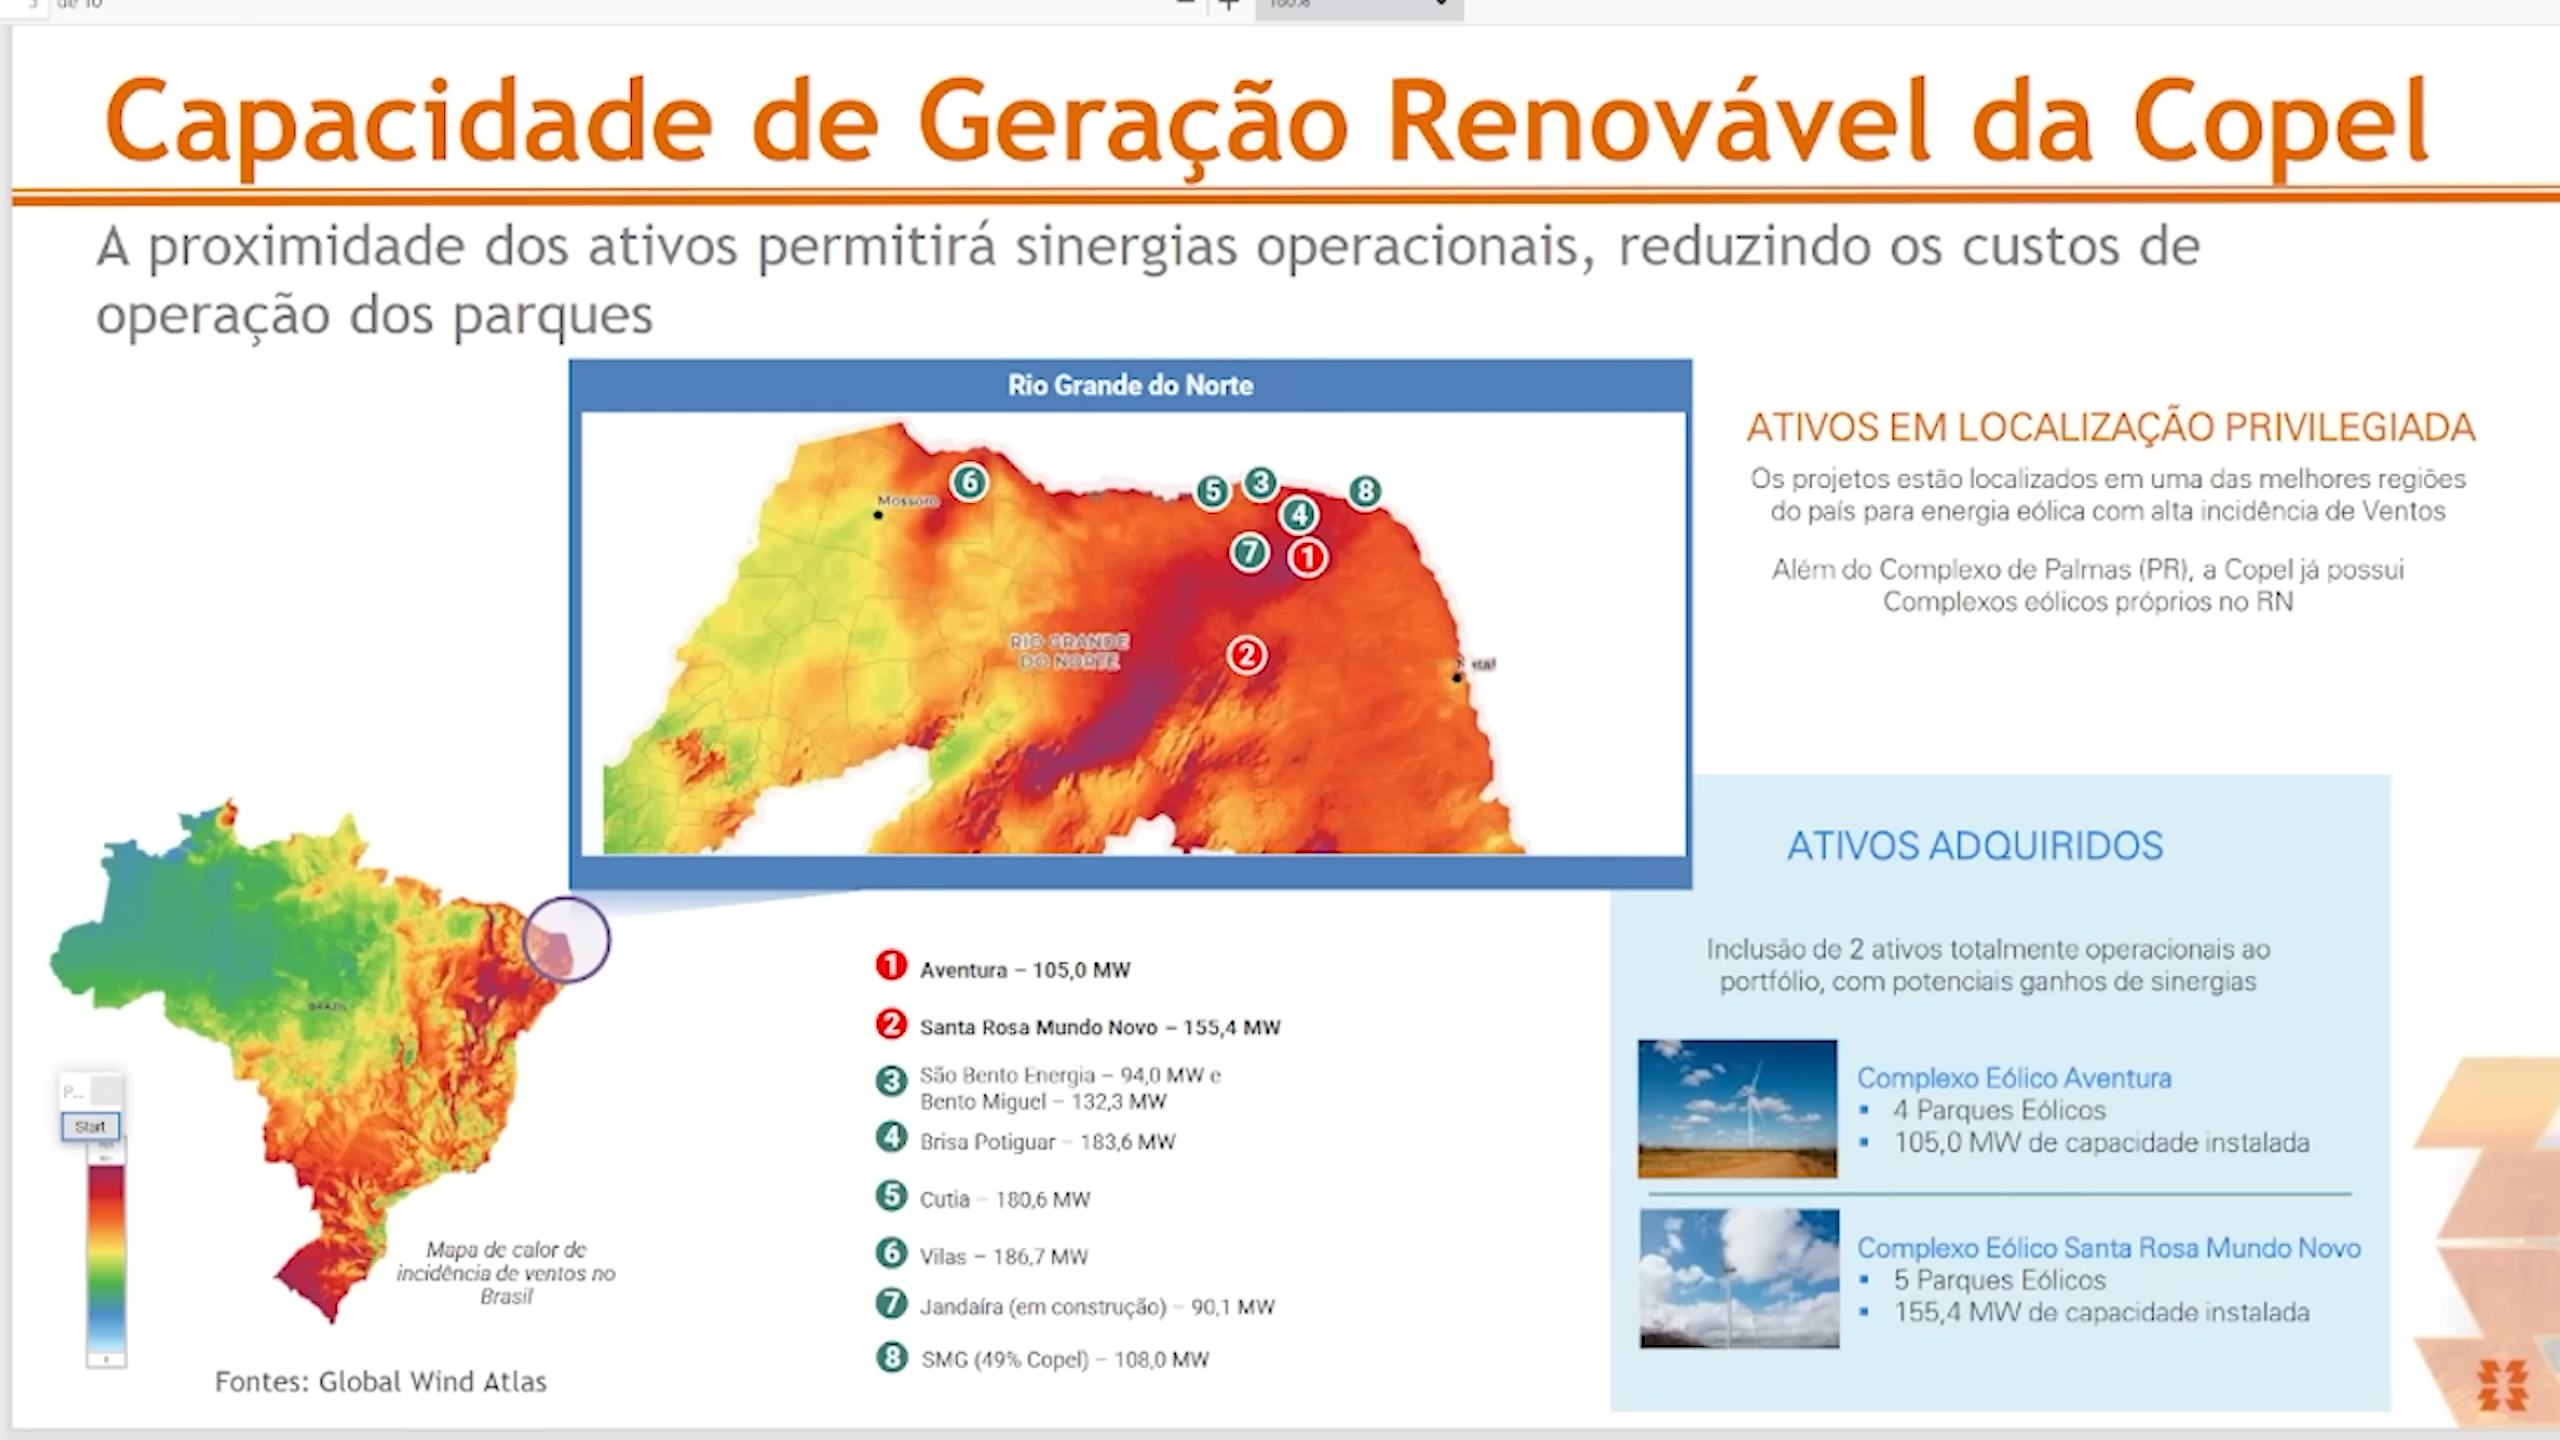 de 10
Capacidade de Geração Renovável da Copel
A proximidade dos ativos permitirá sinergias operacionais, reduzindo os custos de
operação dos parques
Rio Grande do Norte
Mossoró
6
5
3
8
4
7
1
RIO GRANDE
DO NORTE
2
ATIVOS EM LOCALIZAÇÃO PRIVILEGIADA
Os projetos estão localizados em uma das melhores regiões
do país para energia eólica com alta incidência de Ventos
Além do Complexo de Palmas (PR), a Copel já possui
Complexos eólicos próprios no RN
BRAZIL
P...
Start
Mapa de calor de
incidência de ventos no
Brasil
Fontes: Global Wind Atlas
1 Aventura – 105,0 MW
2 Santa Rosa Mundo Novo – 155,4 MW
3 São Bento Energia – 94,0 MW e
Bento Miguel – 132,3 MW
4 Brisa Potiguar – 183,6 MW
5 Cutia – 180,6 MW
6 Vilas – 186,7 MW
7 Jandaíra (em construção) – 90,1 MW
8 SMG (49% Copel) – 108,0 MW
ATIVOS ADQUIRIDOS
Inclusão de 2 ativos totalmente operacionais ao
portfólio, com potenciais ganhos de sinergias
Complexo Eólico Aventura
▪ 4 Parques Eólicos
▪ 105,0 MW de capacidade instalada
Complexo Eólico Santa Rosa Mundo Novo
▪ 5 Parques Eólicos
▪ 155,4 MW de capacidade instalada